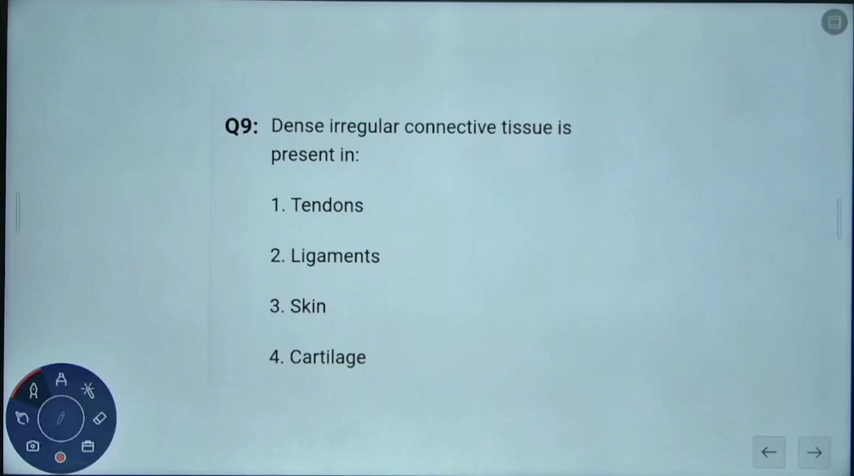 Q9: Dense irregular connective tissue is
present in:
1. Tendons
2. Ligaments
3. Skin
4. Cartilage